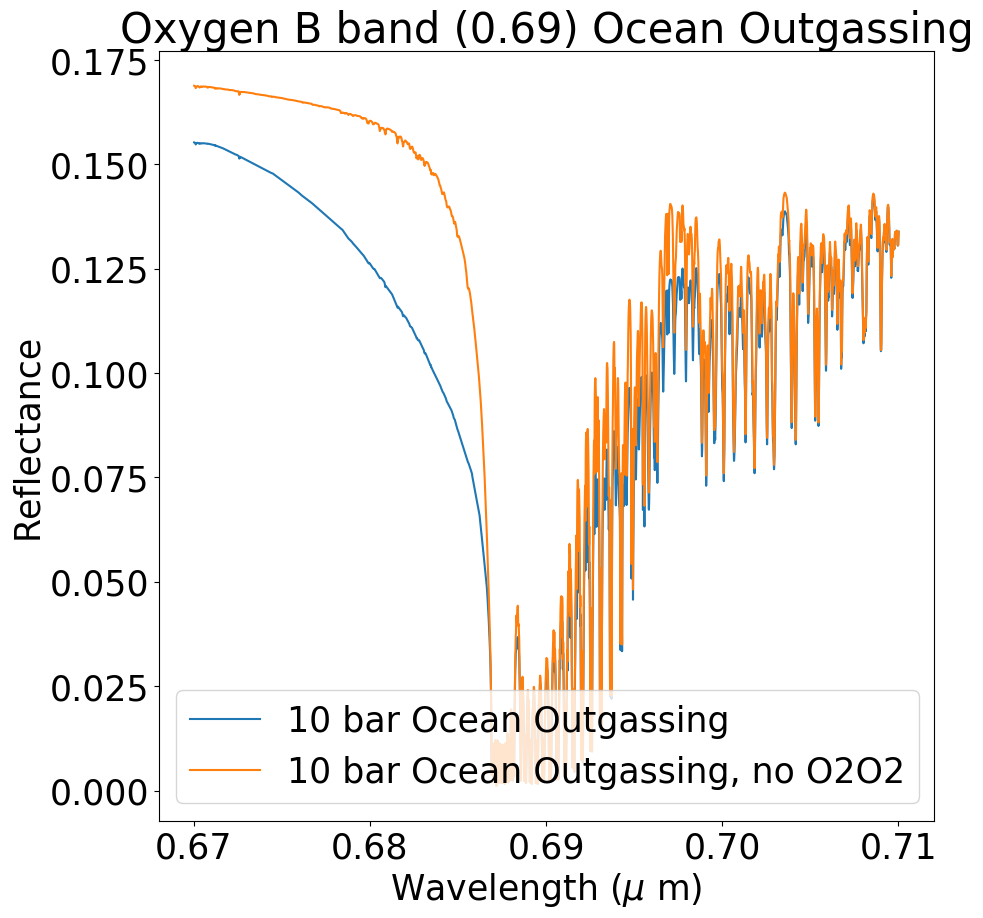 Oxygen B band (0.69) Ocean Outgassing
0.175
0.150
0.125
0.100
0.075
0.050
0.025
0.000
Reflectance
10 bar Ocean Outgassing
10 bar Ocean Outgassing, no O2O2
0.67 0.68 0.69 0.70 0.71
Wavelength (μ m)